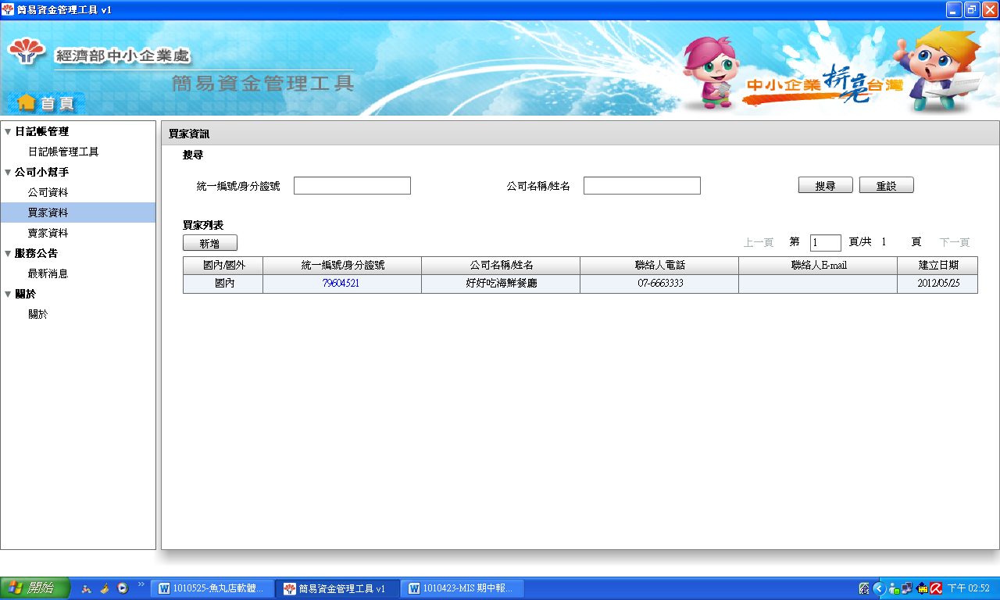 簡易資金管理工具 v1
經濟部中小企業處
簡易資金管理工具
首頁
中小企業拼亮台灣
日記帳管理
日記帳管理工具
公司小幫手
公司資料
買家資料
賣家資料
服務公告
最新消息
關於
關於
買家資訊
搜尋
統一編號/身分證號 公司名稱/姓名 搜尋 重設
買家列表
新增 上一頁 第 1 頁/共 1 頁 下一頁
國內/國外 統一編號/身分證號 公司名稱/姓名 聯絡人電話 聯絡人E-mail 建立日期
國內 79604521 好好吃海鮮餐廳 07-6663333 2012/05/25
開始 1010525-魚丸店軟體... 簡易資金管理工具 v1 1010423-MIS 期中報... 下午 02:52